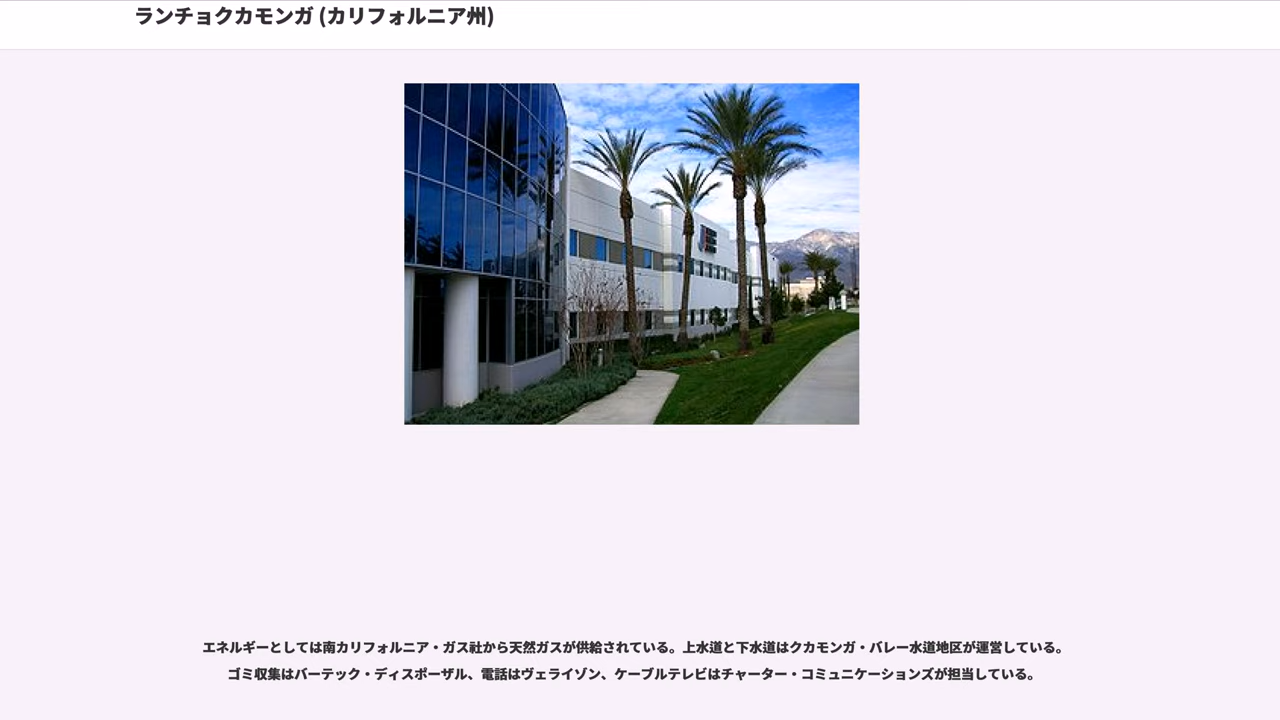 ランチョクカモンガ (カリフォルニア州)
エネルギーとしては南カリフォルニア・ガス社から天然ガスが供給されている。上水道と下水道はクカモンガ・バレー水道地区が運営している。
ゴミ収集はバーテック・ディスポーザル、電話はヴェライゾン、ケーブルテレビはチャーター・コミュニケーションズが担当している。